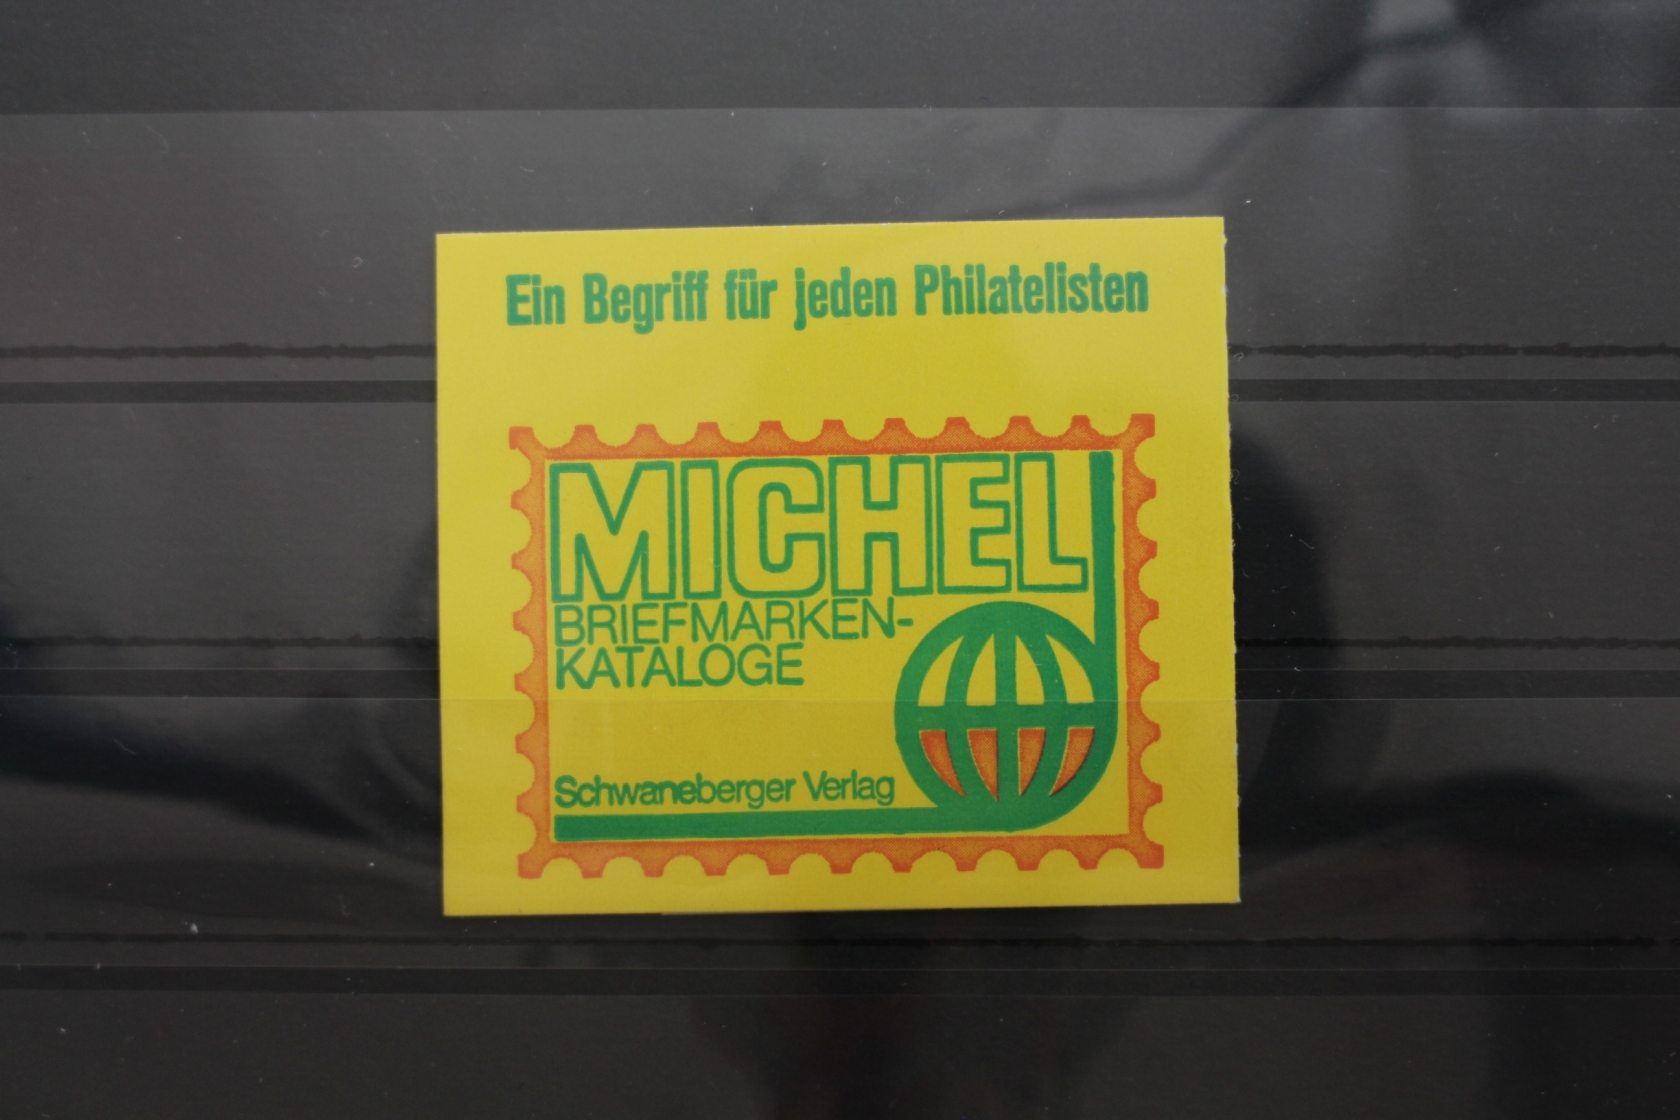 Ein Begriff für jeden Philatelisten
MICHEL
BRIEFMARKEN-
KATALOGE
Schwaneberger Verlag